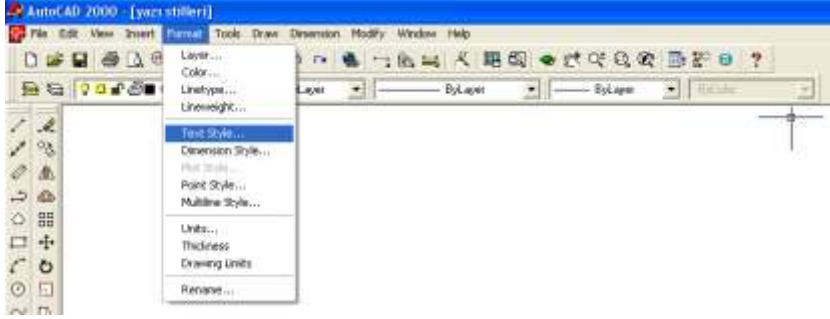 AutoCAD 2000 - [yazı stilleri]
File Edit View Insert Format Tools Draw Dimension Modify Window Help
Layer...
Color...
Linetype...
Lineweight...
Text Style...
Dimension Style...
Plot Style...
Point Style...
Multiline Style...
Units...
Thickness
Drawing Limits
Rename...
Layer
ByLayer
ByLayer
ByColor